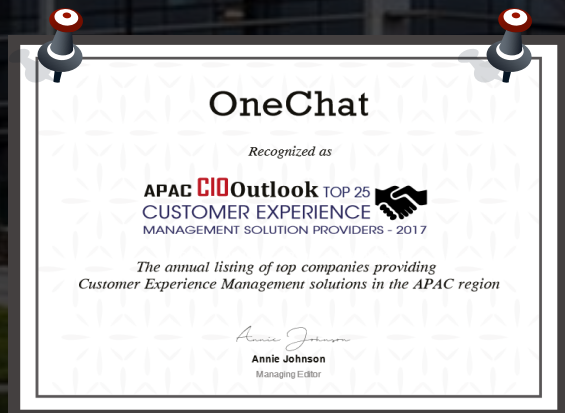 OneChat
Recognized as
APAC CIOOutlook TOP 25
CUSTOMER EXPERIENCE
MANAGEMENT SOLUTION PROVIDERS - 2017
The annual listing of top companies providing
Customer Experience Management solutions in the APAC region
Annie Johnson
Annie Johnson
Managing Editor